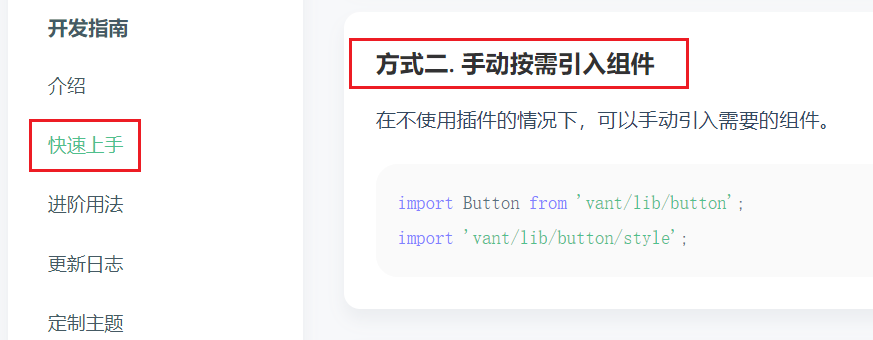 开发指南
介绍
快速上手
进阶用法
更新日志
定制主题
方式二. 手动按需引入组件
在不使用插件的情况下，可以手动引入需要的组件。
import Button from 'vant/lib/button';
import 'vant/lib/button/style';